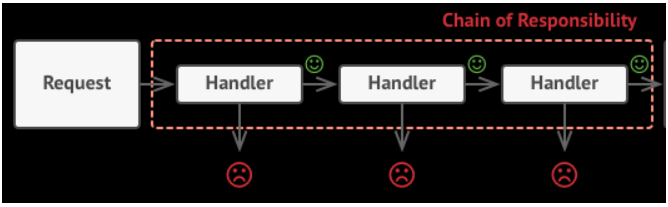 Chain of Responsibility
Request
Handler
Handler
Handler